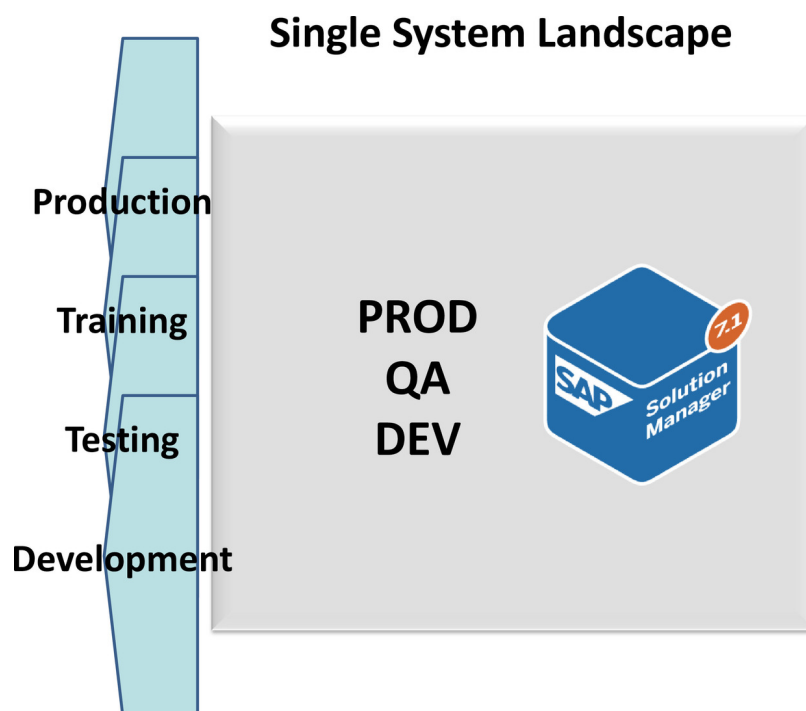 Single System Landscape
Production
Training
Testing
Development
PROD
QA
DEV
7.1
SAP
Solution
Manager